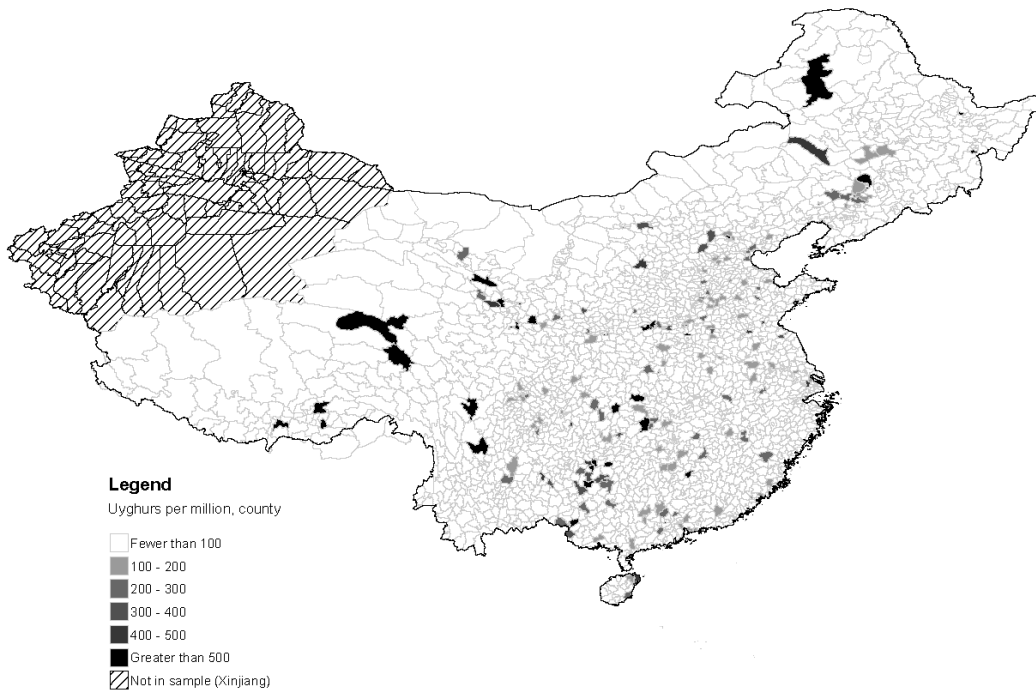 Legend
Uyghurs per million, county
Fewer than 100
100 - 200
200 - 300
300 - 400
400 - 500
Greater than 500
Not in sample (Xinjiang)